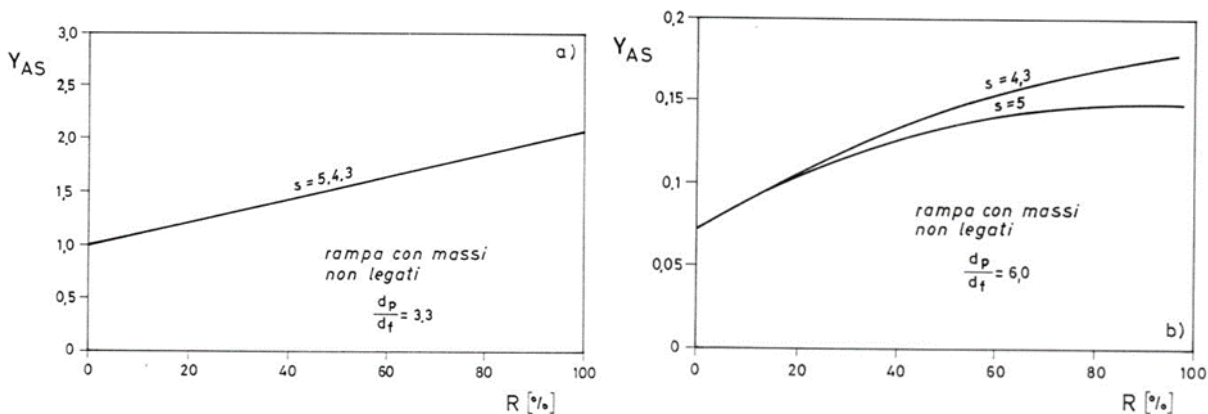 3,0
a)
Y_AS
2,5
2,0
s = 5,4,3
1,5
1,0
rampa con massi
non legati
0,5
d_p
d_f
= 3,3
0
0 20 40 60 80 100
R [%]
0,2
Y_AS
s = 4,3
0,15
s = 5
0,1
rampa con massi
non legati
0,05
d_p
d_f
= 6,0
b)
0
0 20 40 60 80 100
R [%]